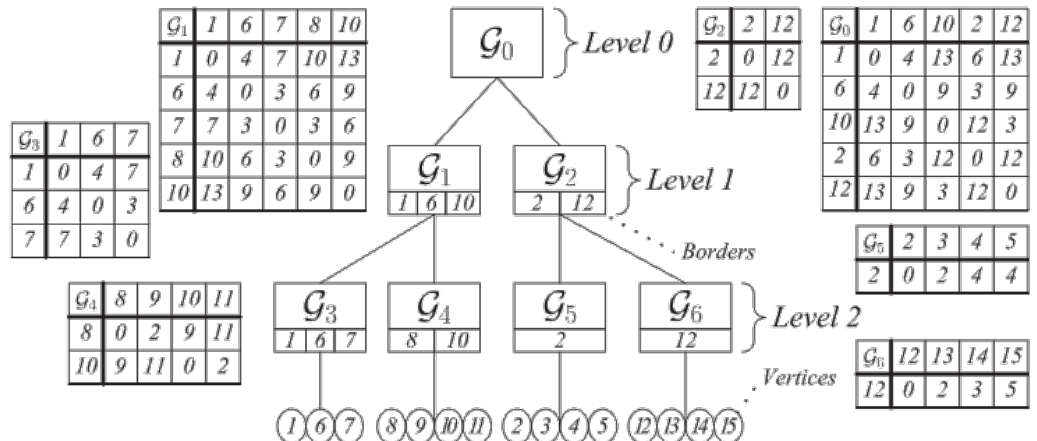 𝒢1 1 6 7 8 10
1 0 4 7 10 13
6 4 0 3 6 9
7 7 3 0 3 6
8 10 6 3 0 9
10 13 9 6 9 0
𝒢0
Level 0
𝒢2 2 12
2 0 12
12 12 0
𝒢0 1 6 10 2 12
1 0 4 13 6 13
6 4 0 9 3 9
10 13 9 0 12 3
2 6 3 12 0 12
12 13 9 3 12 0
𝒢3 1 6 7
1 0 4 7
6 4 0 3
7 7 3 0
𝒢1
1 6 10
𝒢2
2 12
Level 1
Borders
𝒢5 2 3 4 5
2 0 2 4 4
𝒢4 8 9 10 11
8 0 2 9 11
10 9 11 0 2
𝒢3
1 6 7
𝒢4
8 10
𝒢5
2
𝒢6
12
Level 2
Vertices
𝒢6 12 13 14 15
12 0 2 3 5
1 6 7
8 9 10 11
2 3 4 5
12 13 14 15